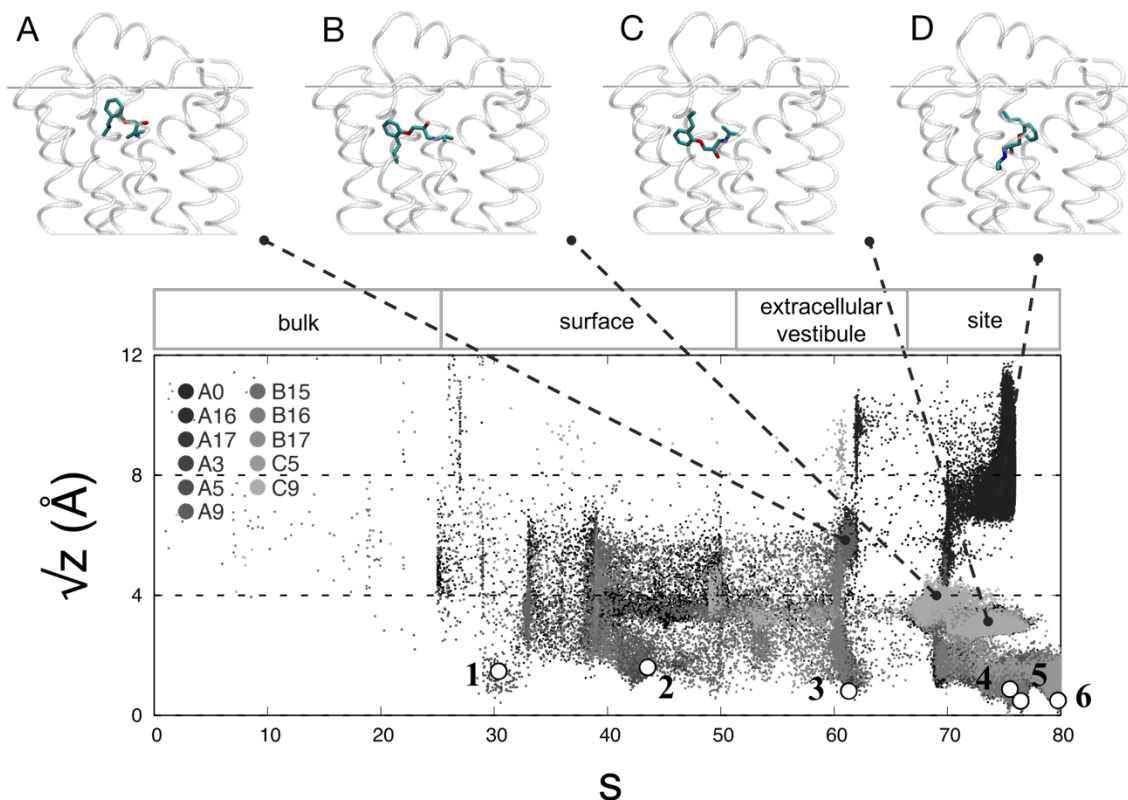 A B C D
bulk surface extracellular vestibule site
12
A0 B15
A16 B16
A17 B17
A3 C5
A5 C9
A9
8
4
0
√z (Å)
1 2 3 4 5 6
0 10 20 30 40 50 60 70 80
S